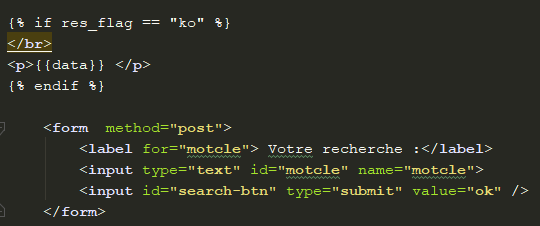 {% if res_flag == "ko" %}
</br>
<p>{{data}} </p>
{% endif %}
<form  method="post">
<label for="motcle"> Votre recherche :</label>
<input type="text" id="motcle" name="motcle">
<input id="search-btn" type="submit" value="ok" />
</form>